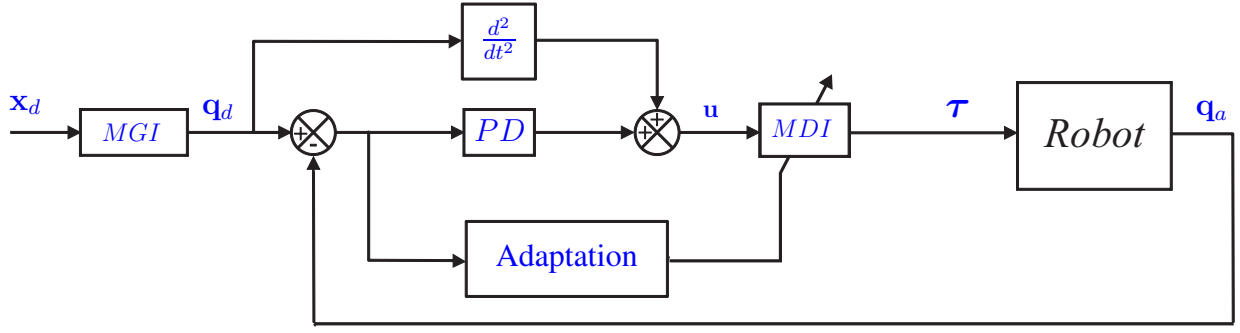 d²/dt²
x_d
q_d
MGI
+
-
PD
+
+
u
MDI
τ
Robot
q_a
Adaptation